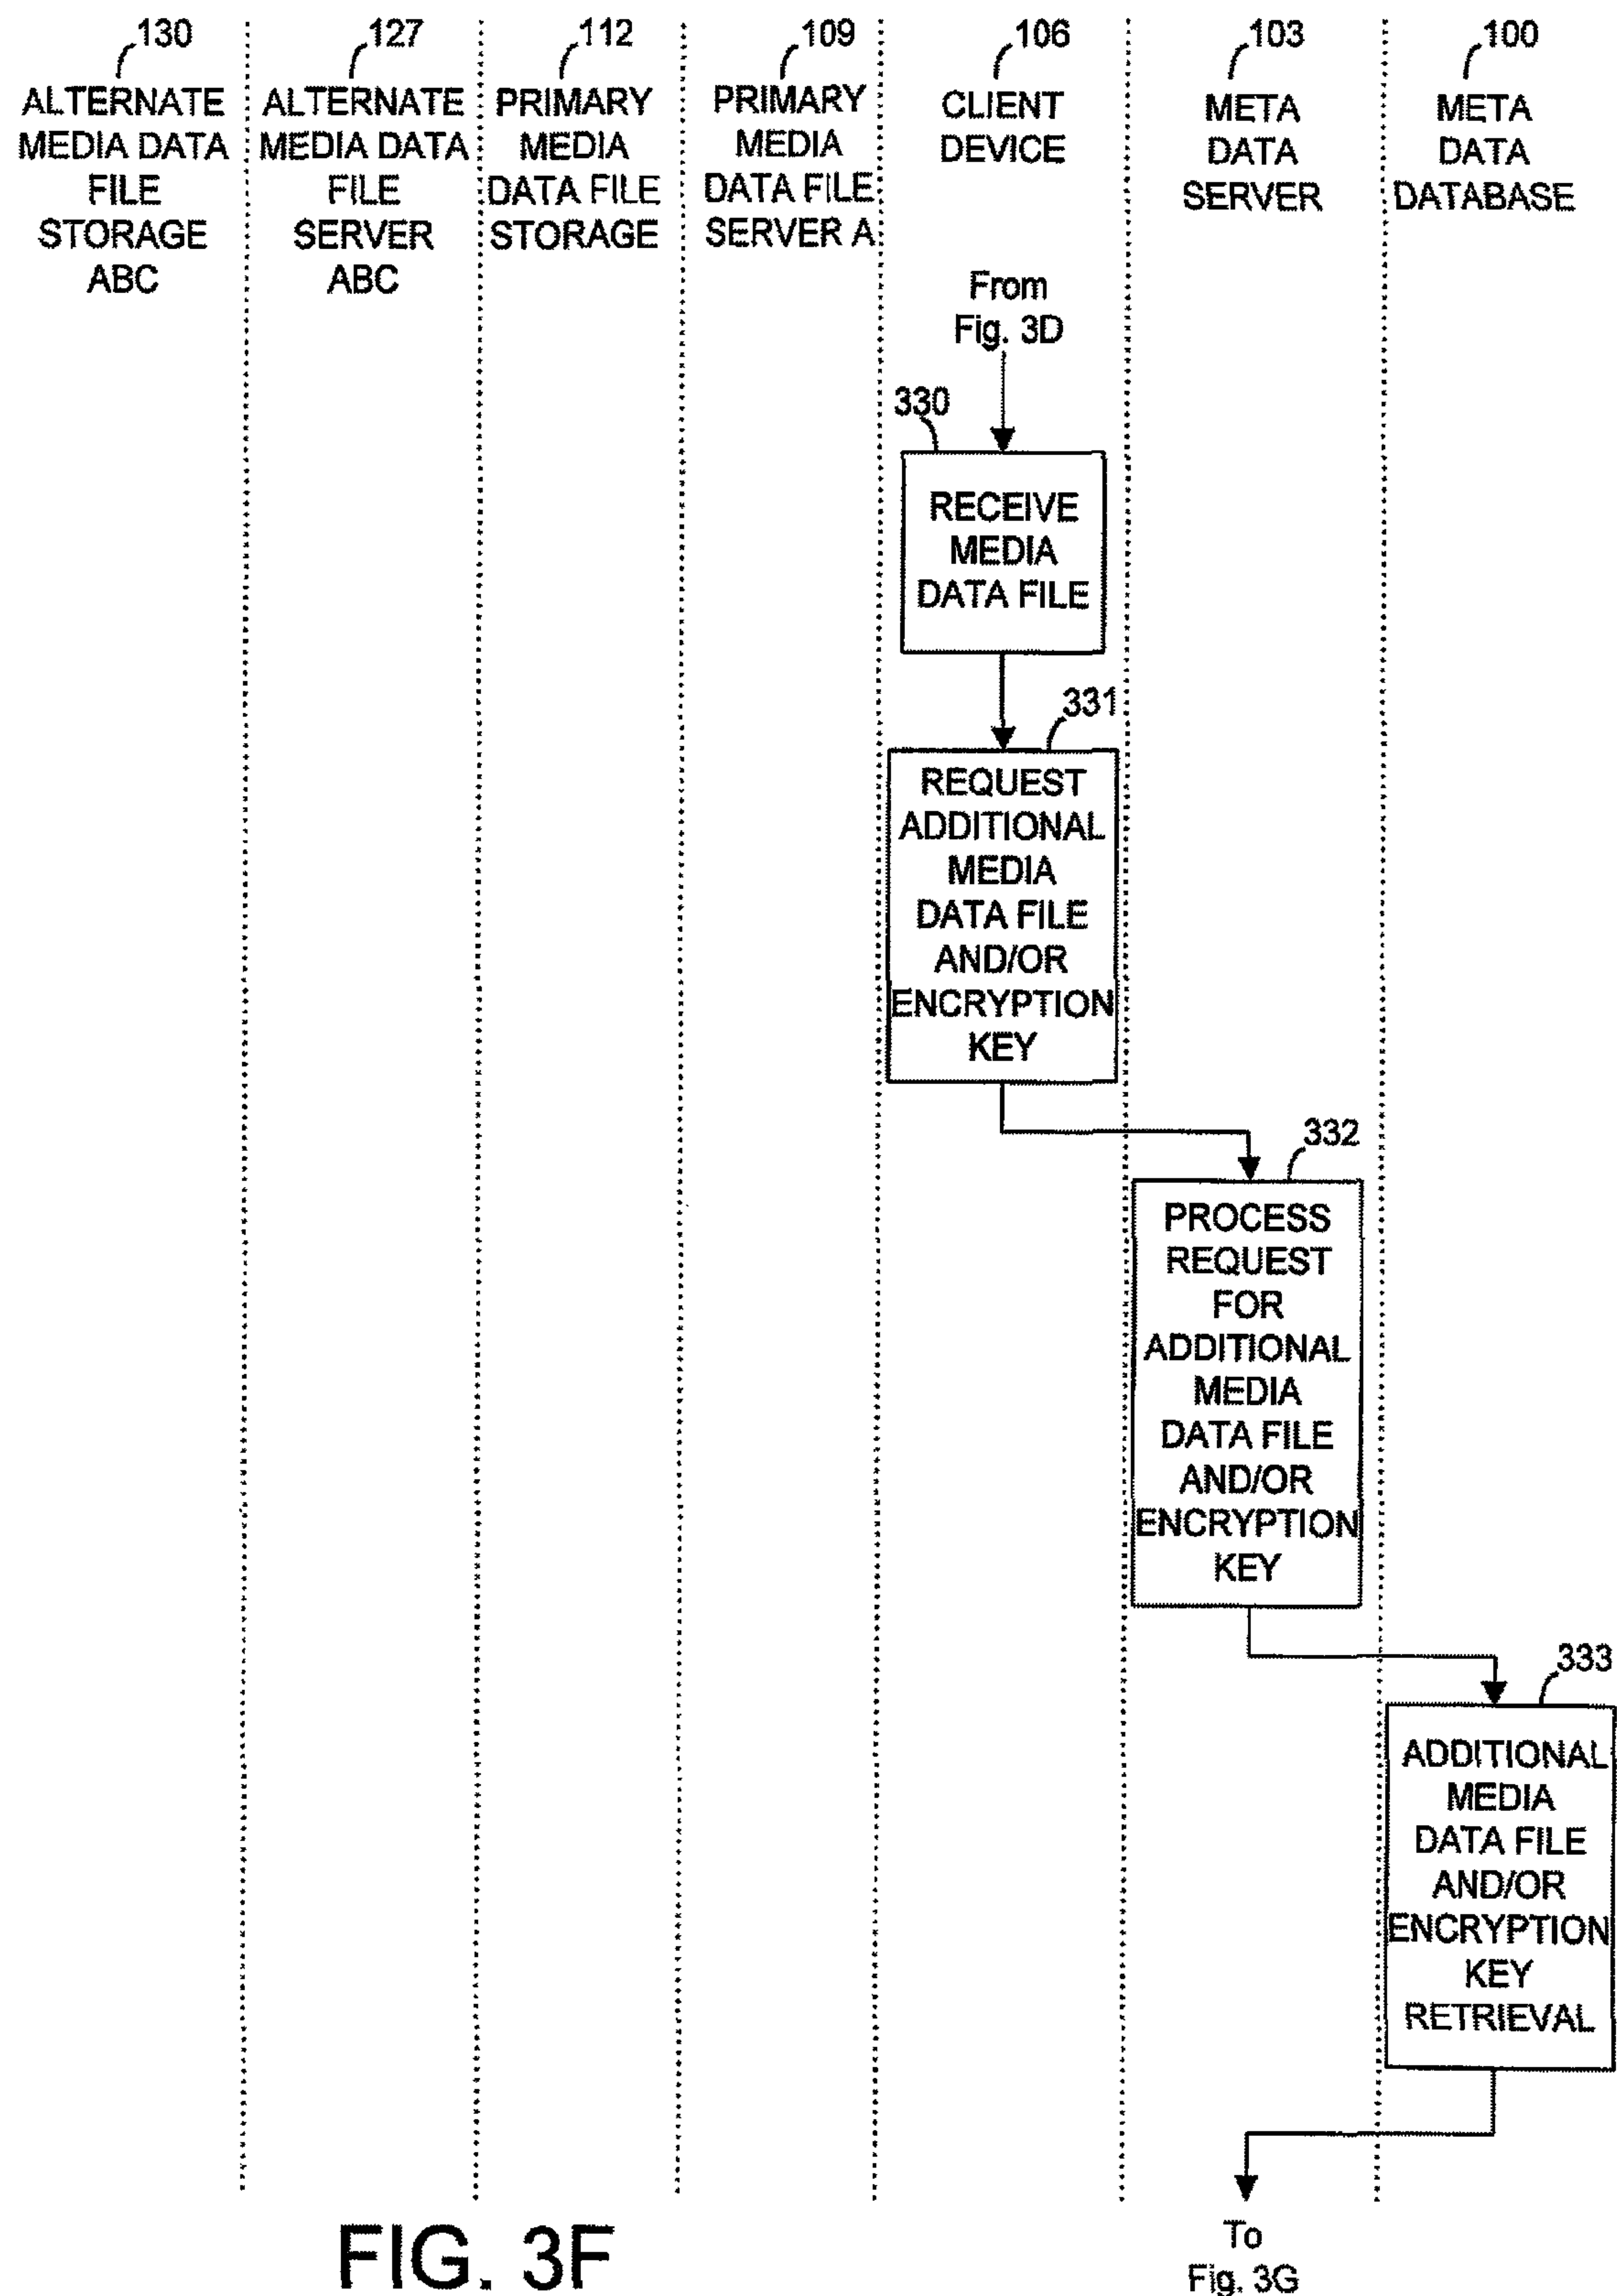 130
ALTERNATE
MEDIA DATA
FILE
STORAGE
ABC
127
ALTERNATE
MEDIA DATA
FILE
SERVER
ABC
112
PRIMARY
MEDIA
DATA FILE
STORAGE
109
PRIMARY
MEDIA
DATA FILE
SERVER A
106
CLIENT
DEVICE
103
META
DATA
SERVER
100
META
DATA
DATABASE
From
Fig. 3D
330
RECEIVE
MEDIA
DATA FILE
331
REQUEST
ADDITIONAL
MEDIA
DATA FILE
AND/OR
ENCRYPTION
KEY
332
PROCESS
REQUEST
FOR
ADDITIONAL
MEDIA
DATA FILE
AND/OR
ENCRYPTION
KEY
333
ADDITIONAL
MEDIA
DATA FILE
AND/OR
ENCRYPTION
KEY
RETRIEVAL
To
Fig. 3G
FIG. 3F